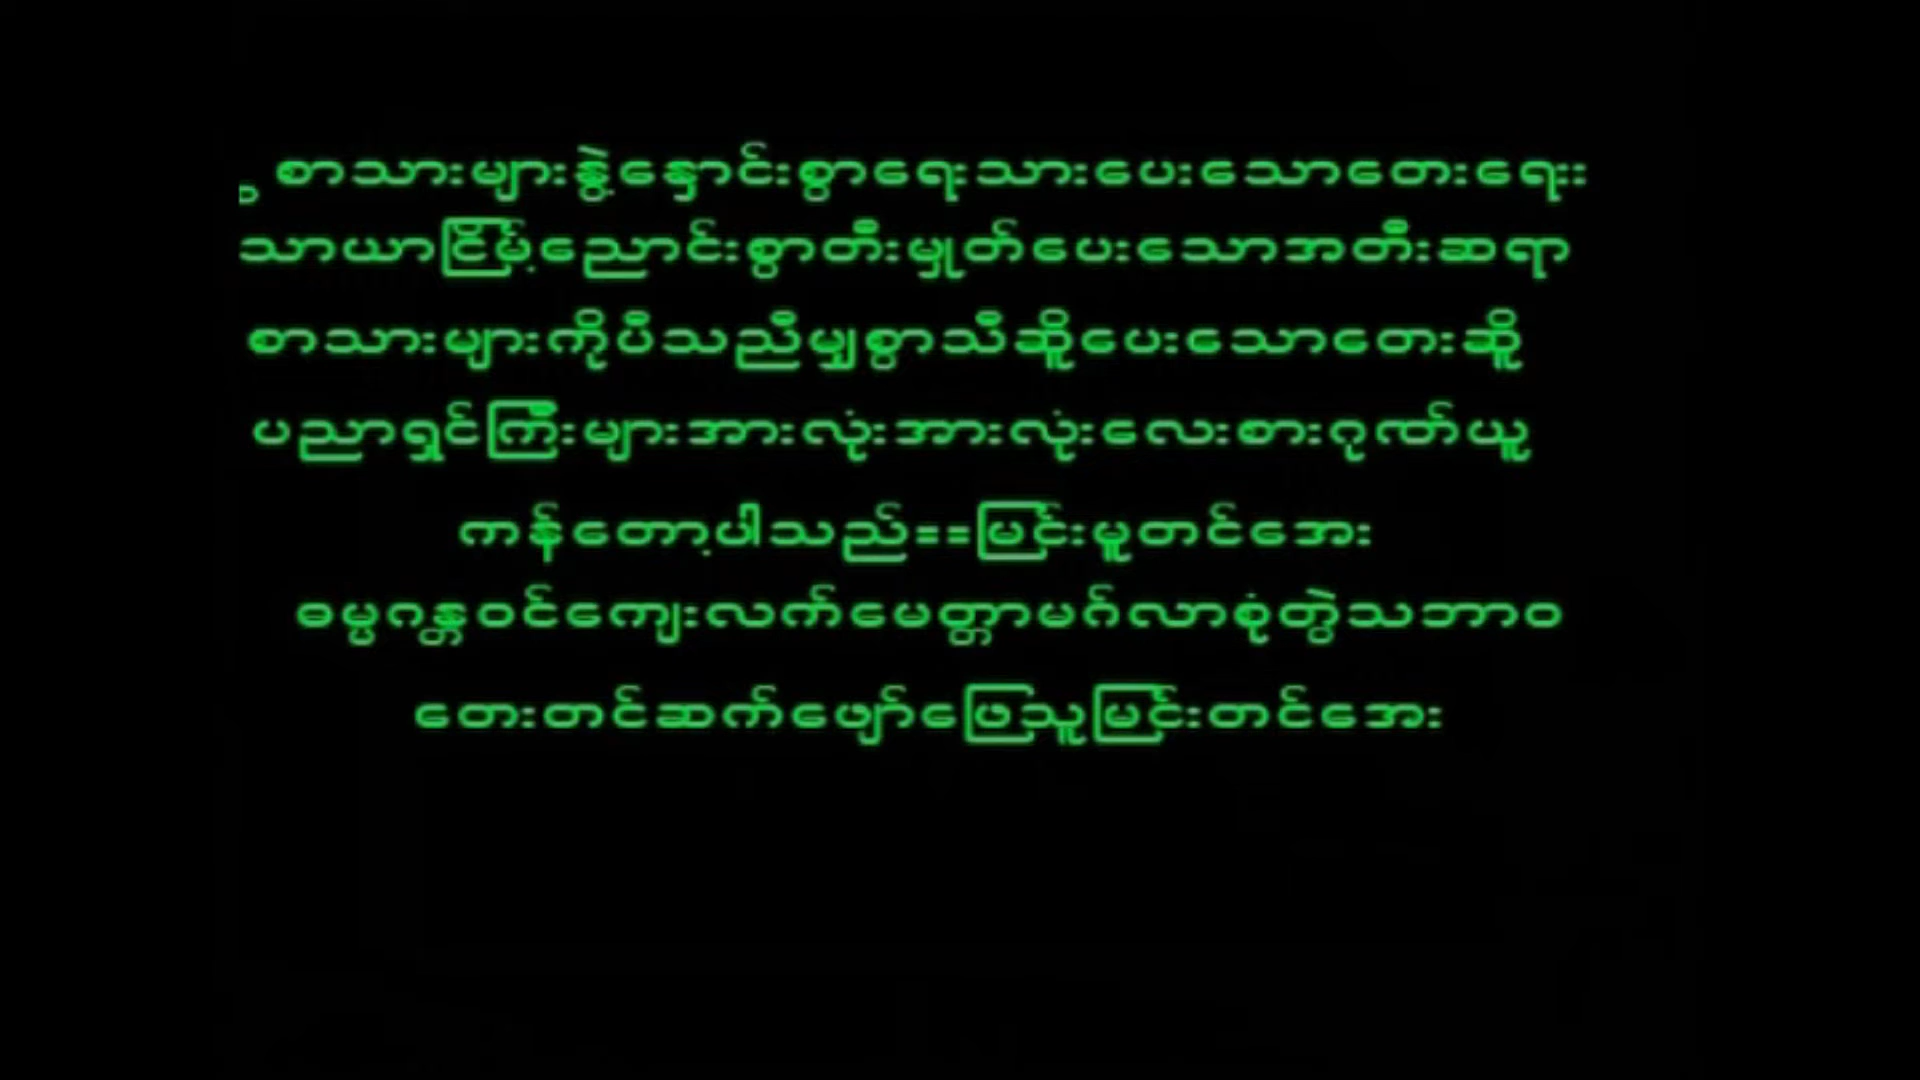 စာသားများနွဲ့နှောင်းစွာရေးသားပေးသောတေးရေးး
သာယာငြိမ့်ညောင်းစွာတီးမှုတ်ပေးသောအတီးဆရာ
စာသားများကိုပီသညီမျှစွာသီဆိူပေးသောတေးဆိူ
ပညာရှင်ကြီးများအားလုံးအားလုံးလေးစားဂုဏ်ယူ
ကန်တော့ပါသည်==မြင်းမူတင်အေး
ဓမ္ပဂန္တဝင်ကျေးလက်မေတ္တာမင်္ဂလာစုံတွဲသဘာဝ
တေးတင်ဆက်ဖျော်ဖြေသူမြင်းတင်အေး